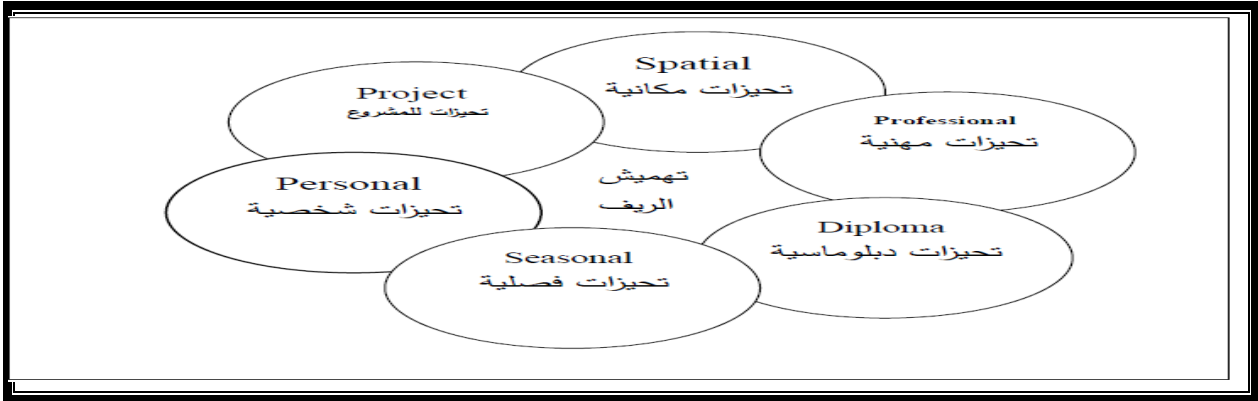 Spatial
تحيزات مكانية
Project
تحيزات للمشروع
Professional
تحيزات مهنية
Personal
تحيزات شخصية
تهميش
الريف
Diploma
تحيزات دبلوماسية
Seasonal
تحيزات فصلية